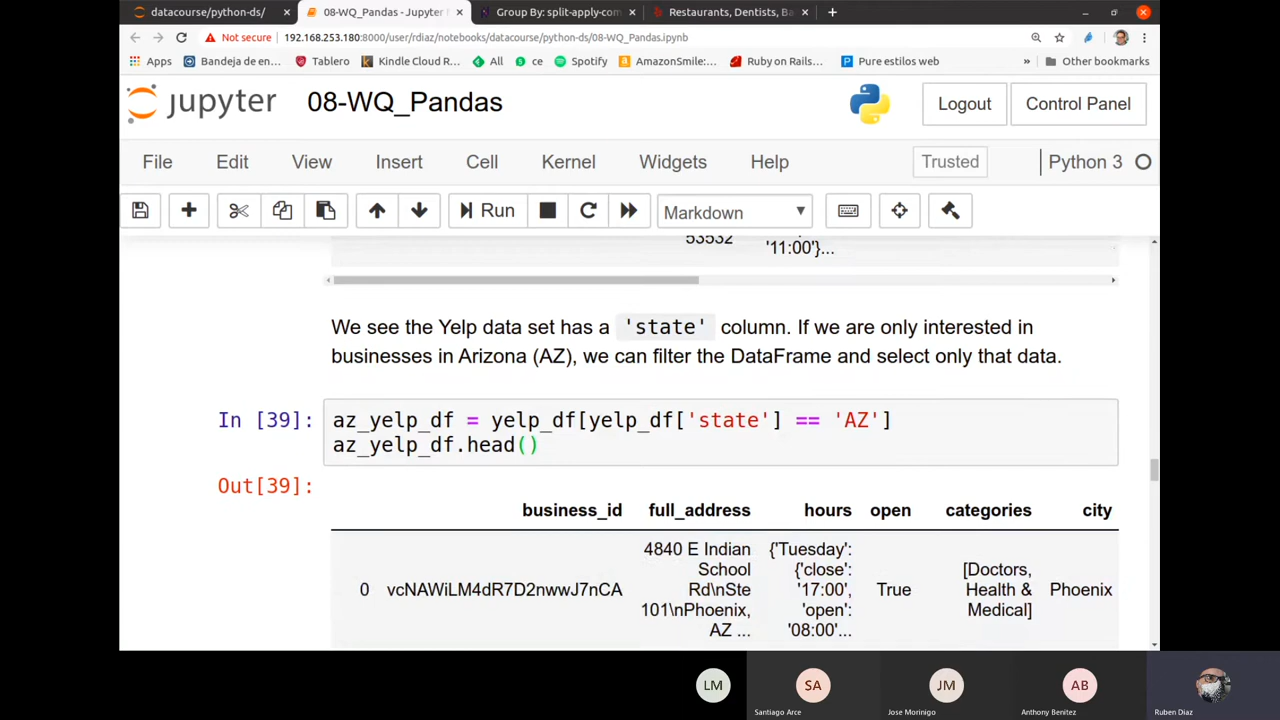 datacourse/python-ds/
08-WQ_Pandas - Jupyter
Group By: split-apply-com
Restaurants, Dentists, Ba
Not secure
192.168.253.180:8000/user/rdiaz/notebooks/datacourse/python-ds/08-WQ_Pandas.ipynb
Apps
Bandeja de en...
Tablero
Kindle Cloud R...
All
ce
Spotify
AmazonSmile:...
Ruby on Rails...
Pure estilos web
»
Other bookmarks
jupyter
08-WQ_Pandas
Logout
Control Panel
File
Edit
View
Insert
Cell
Kernel
Widgets
Help
Trusted
Python 3
Run
Markdown
53532
'11:00'}...
We see the Yelp data set has a 'state' column. If we are only interested in
businesses in Arizona (AZ), we can filter the DataFrame and select only that data.
In [39]:
az_yelp_df = yelp_df[yelp_df['state'] == 'AZ']
az_yelp_df.head()
Out[39]:
business_id full_address hours open categories city
0 vcNAWiLM4dR7D2nwwJ7nCA
4840 E Indian
School
Rd\nSte
101\nPhoenix,
AZ ...
{'Tuesday':
{'close':
'17:00',
'open':
'08:00'...
True
[Doctors,
Health &
Medical]
Phoenix
LM
SA
JM
AB
Santiago Arce
Jose Morinigo
Anthony Benitez
Ruben Diaz